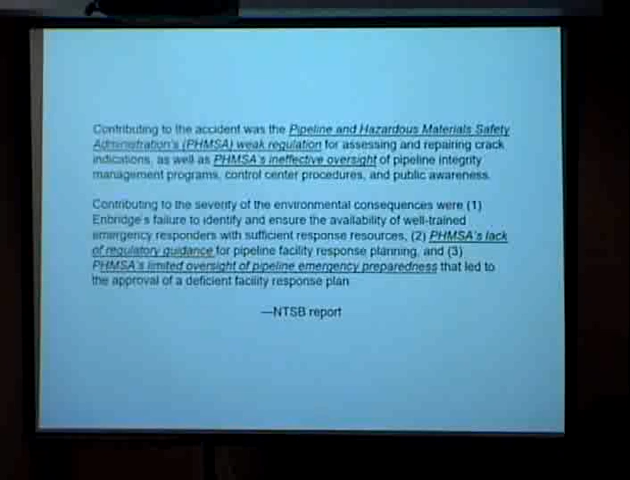 Contributing to the accident was the Pipeline and Hazardous Materials Safety
Administration's (PHMSA) weak regulation for assessing and repairing crack
indications, as well as PHMSA's ineffective oversight of pipeline integrity
management programs, control center procedures, and public awareness.
Contributing to the severity of the environmental consequences were (1)
Enbridge's failure to identify and ensure the availability of well-trained
emergency responders with sufficient response resources, (2) PHMSA's lack
of regulatory guidance for pipeline facility response planning, and (3)
PHMSA's limited oversight of pipeline emergency preparedness that led to
the approval of a deficient facility response plan
—NTSB report